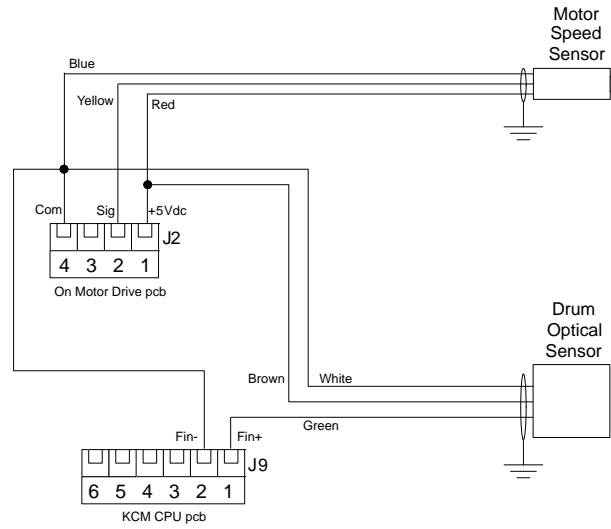 Motor
Speed
Sensor
Blue
Yellow
Red
Com
Sig
+5Vdc
J2
4 3 2 1
On Motor Drive pcb
Drum
Optical
Sensor
Brown
White
Green
Fin-
Fin+
J9
6 5 4 3 2 1
KCM CPU pcb